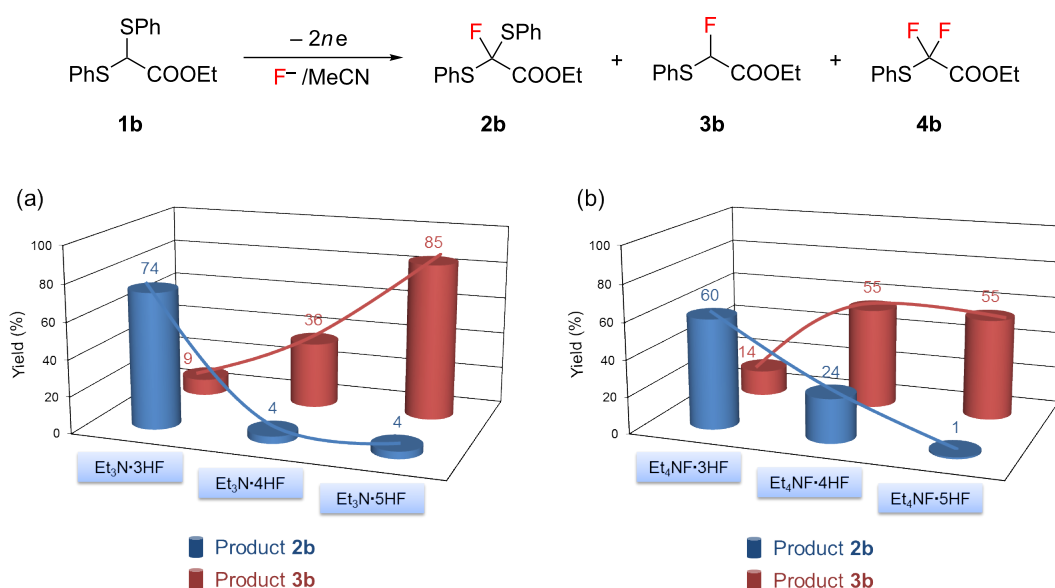 SPh
PhS COOEt
1b
– 2ne
F⁻ /MeCN
F SPh
PhS COOEt
2b
+
F
PhS COOEt
3b
+
F F
PhS COOEt
4b
(a)
Yield (%)
100
80
60
40
20
0
74
9
4
36
4
85
Et₃N•3HF
Et₃N•4HF
Et₃N•5HF
Product 2b
Product 3b
(b)
Yield (%)
100
80
60
40
20
0
60
14
24
55
1
55
Et₄NF•3HF
Et₄NF•4HF
Et₄NF•5HF
Product 2b
Product 3b